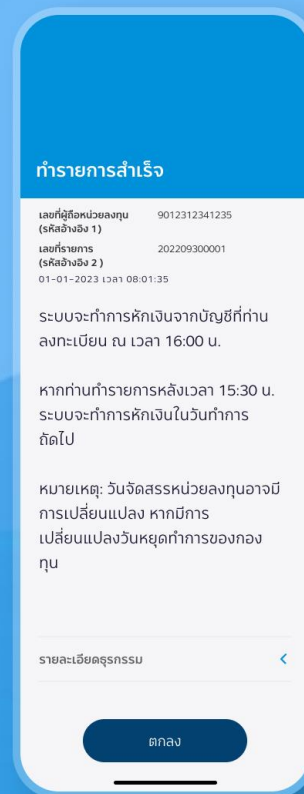 ทำรายการสำเร็จ
เลขที่ผู้ถือหน่วยลงทุน 9012312341235
(รหัสอ้างอิง 1)
เลขที่รายการ 202209300001
(รหัสอ้างอิง 2 )
01-01-2023 เวลา 08:01:35
ระบบจะทำการหักเงินจากบัญชีที่ท่าน
ลงทะเบียน ณ เวลา 16:00 น.
หากท่านทำรายการหลังเวลา 15:30 น.
ระบบจะทำการหักเงินในวันทำการ
ถัดไป
หมายเหตุ: วันจัดสรรหน่วยลงทุนอาจมี
การเปลี่ยนแปลง หากมีการ
เปลี่ยนแปลงวันหยุดทำการของกอง
ทุน
รายละเอียดธุรกรรม
ตกลง